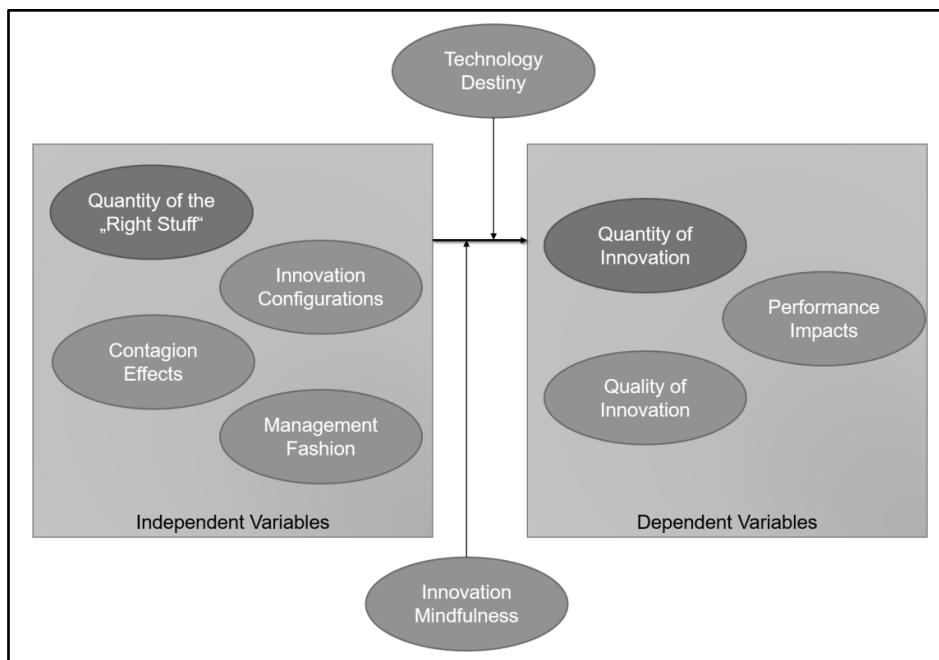 Technology
Destiny
Quantity of the
„Right Stuff“
Innovation
Configurations
Contagion
Effects
Management
Fashion
Independent Variables
Quantity of
Innovation
Performance
Impacts
Quality of
Innovation
Dependent Variables
Innovation
Mindfulness